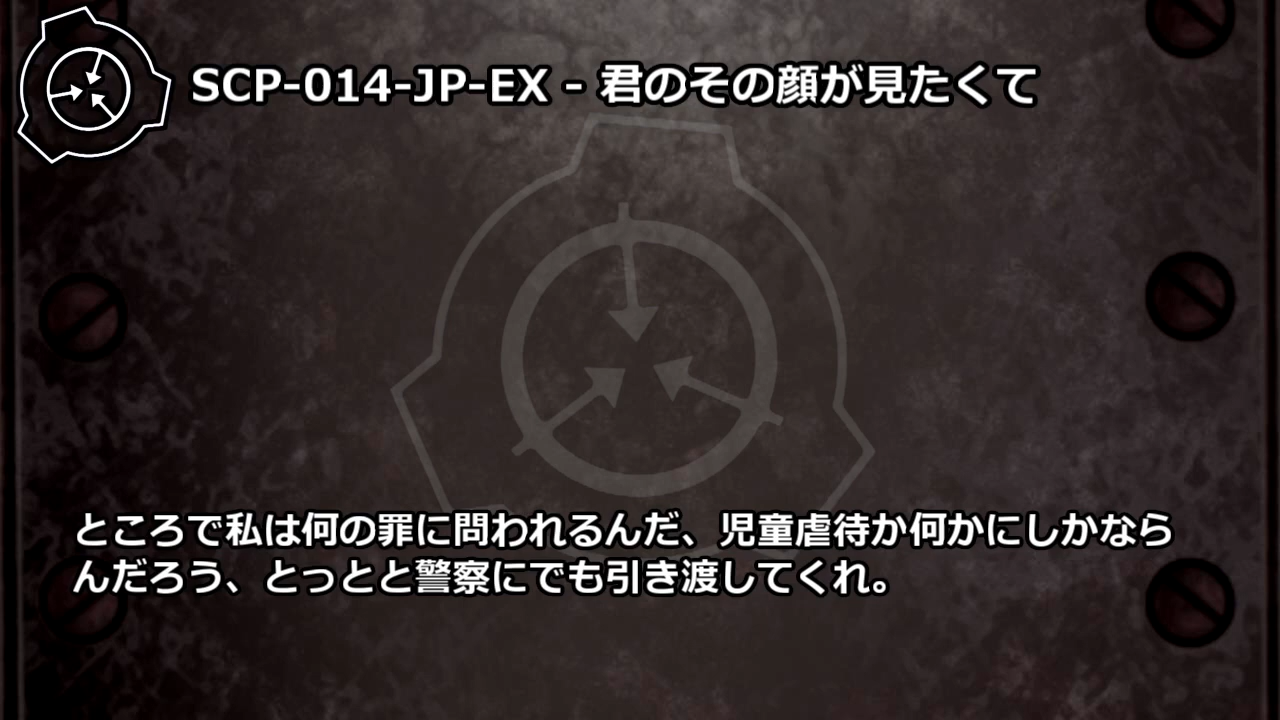 SCP-014-JP-EX - 君のその顔が見たくて
ところで私は何の罪に問われるんだ、児童虐待か何かにしかなら
んだろう、とっとと警察にでも引き渡してくれ。